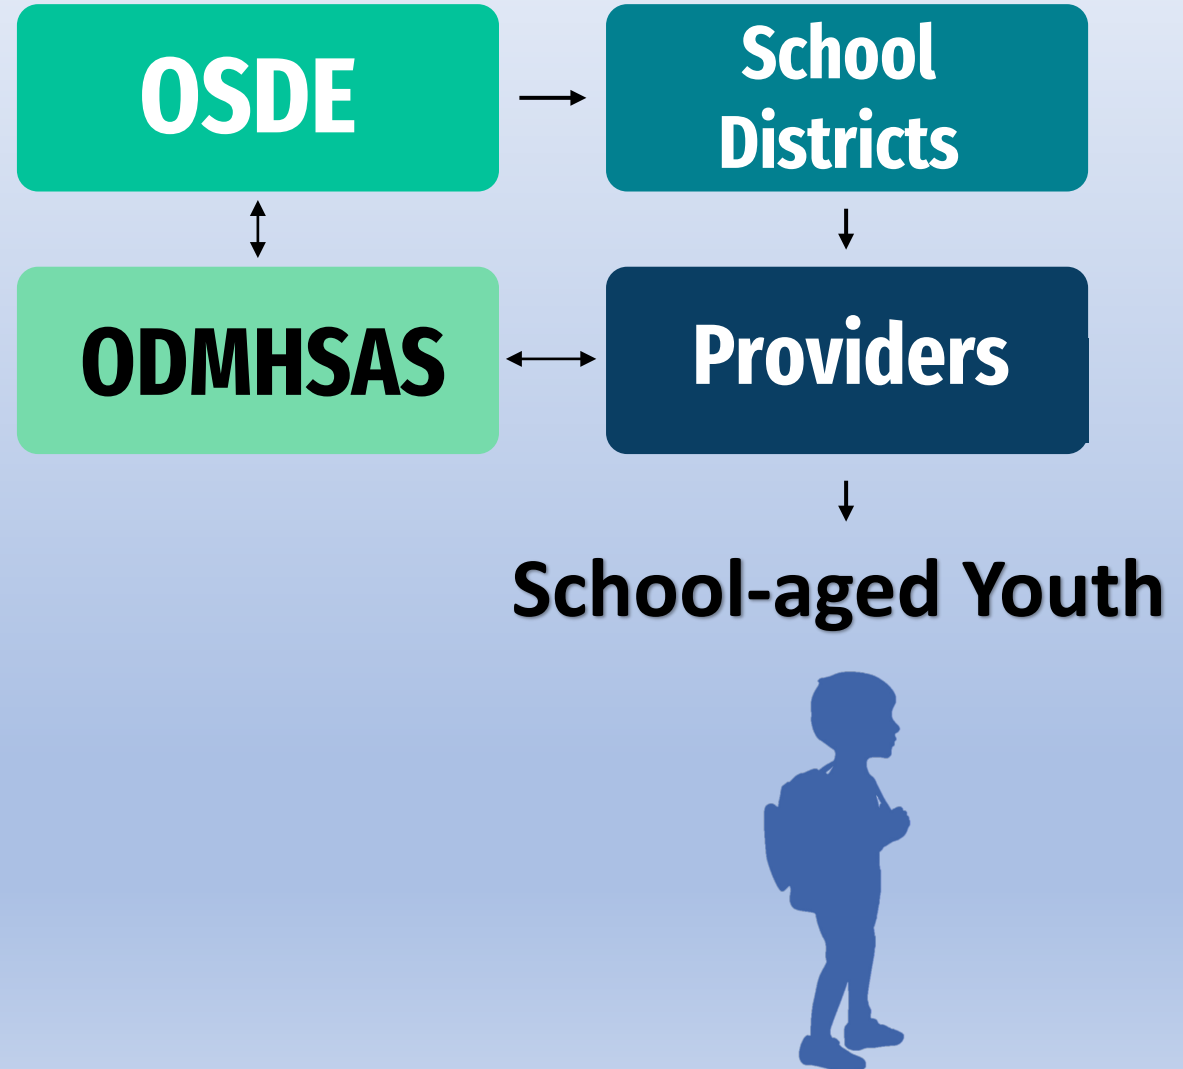 OSDE
School
Districts
ODMHSAS
Providers
School-aged Youth